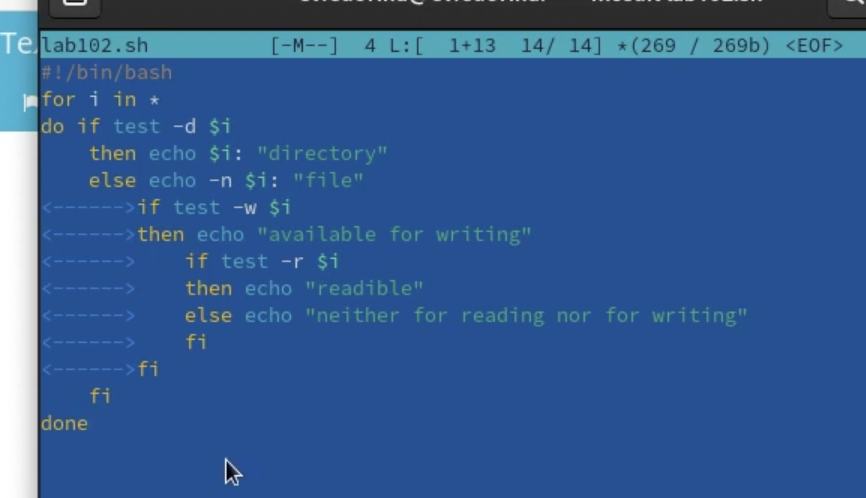 Te
lab102.sh [-M--] 4 L:[ 1+13 14/ 14] *(269 / 269b) <EOF>
#!/bin/bash
for i in *
do if test -d $i
then echo $i: "directory"
else echo -n $i: "file"
<------>if test -w $i
<------>then echo "available for writing"
<------> if test -r $i
<------> then echo "readible"
<------> else echo "neither for reading nor for writing"
<------> fi
<------>fi
fi
done